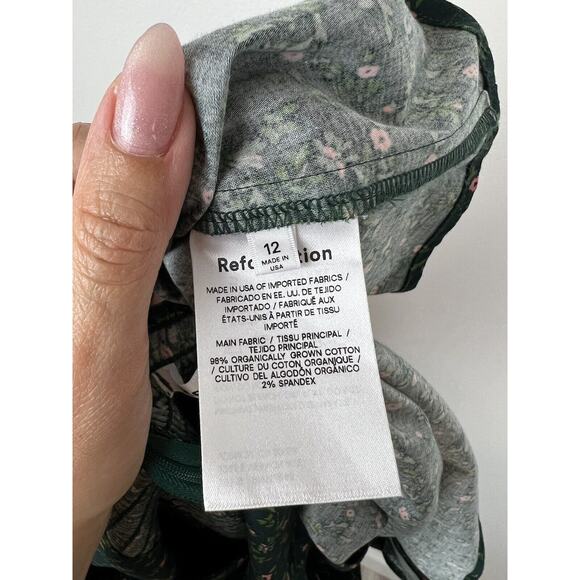 12
MADE IN
USA
Refo tion
MADE IN USA OF IMPORTED FABRICS /
FABRICADO EN EE. UU. DE TEJIDO
IMPORTADO / FABRIQUÉ AUX
ÉTATS-UNIS À PARTIR DE TISSU
IMPORTÉ
MAIN FABRIC / TISSU PRINCIPAL /
TEJIDO PRINCIPAL
98% ORGANICALLY GROWN COTTON
/ CULTURE DU COTON ORGANIQUE /
CULTIVO DEL ALGODÓN ORGÁNICO
2% SPANDEX